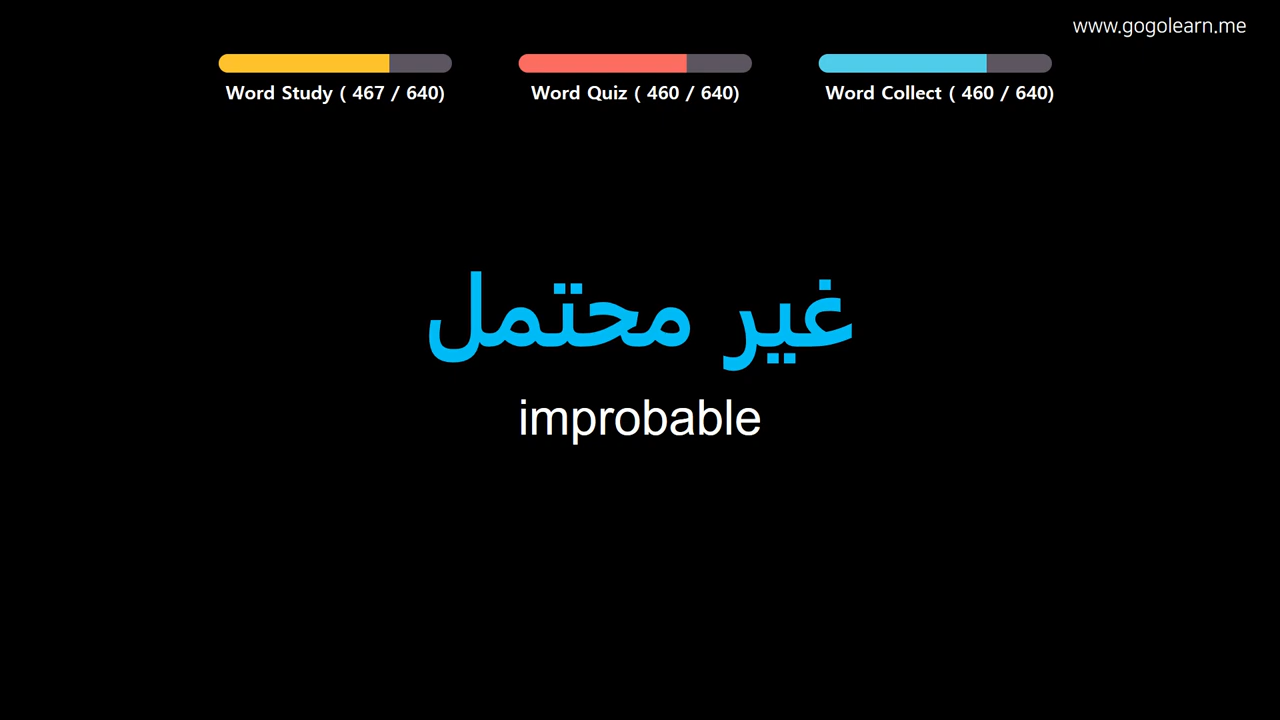 www.gogolearn.me
Word Study ( 467 / 640)
Word Quiz ( 460 / 640)
Word Collect ( 460 / 640)
غير محتمل
improbable